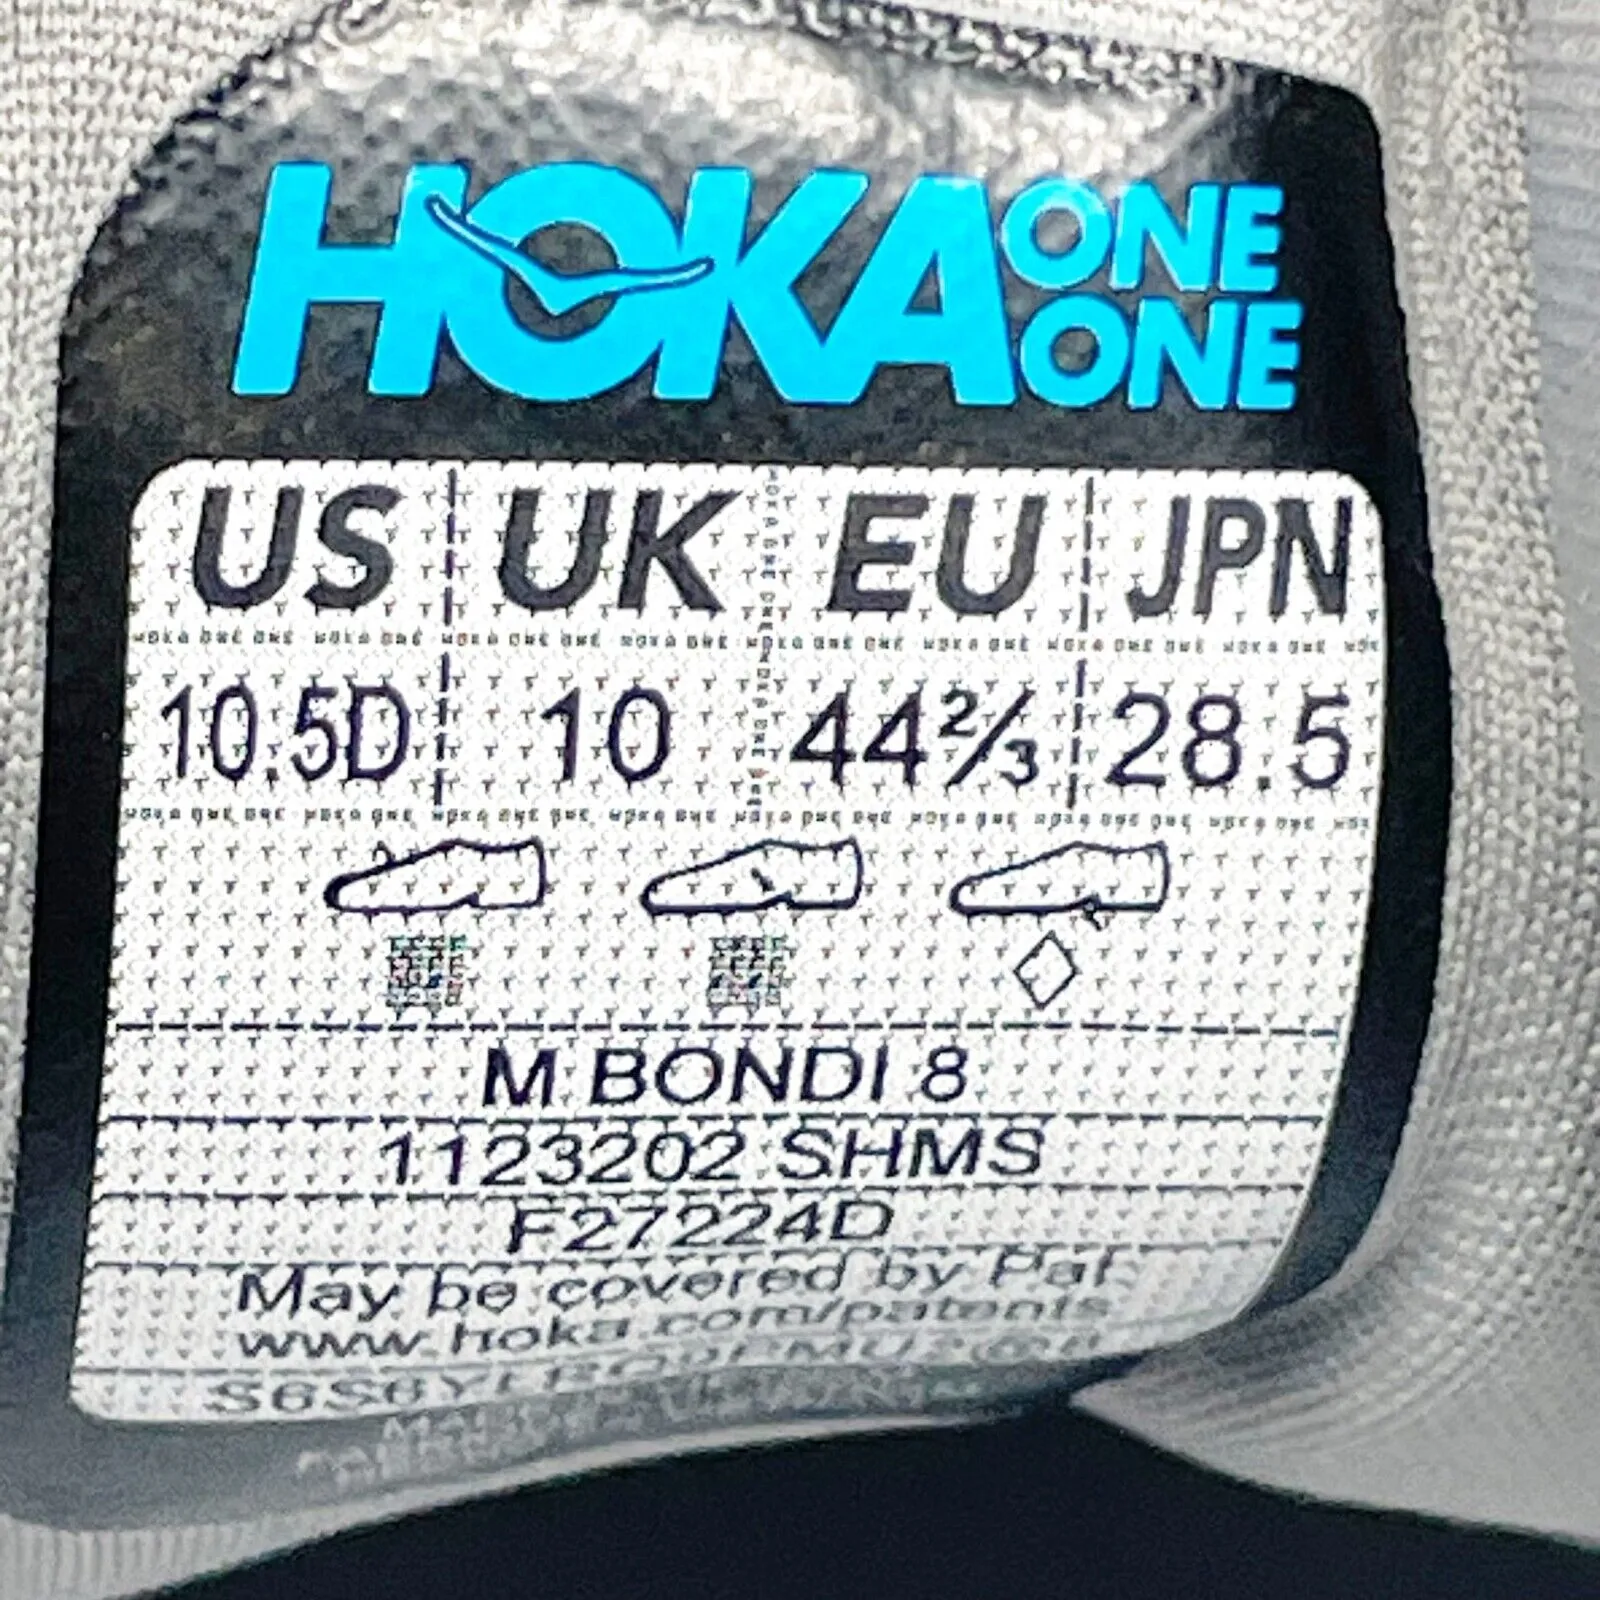 HOKA ONE ONE
US UK EU JPN
10.5D 10 44⅔ 28.5
M BONDI 8
1123202 SHMS
F27224D
May be covered by Pat.
www.hoka.com/patents